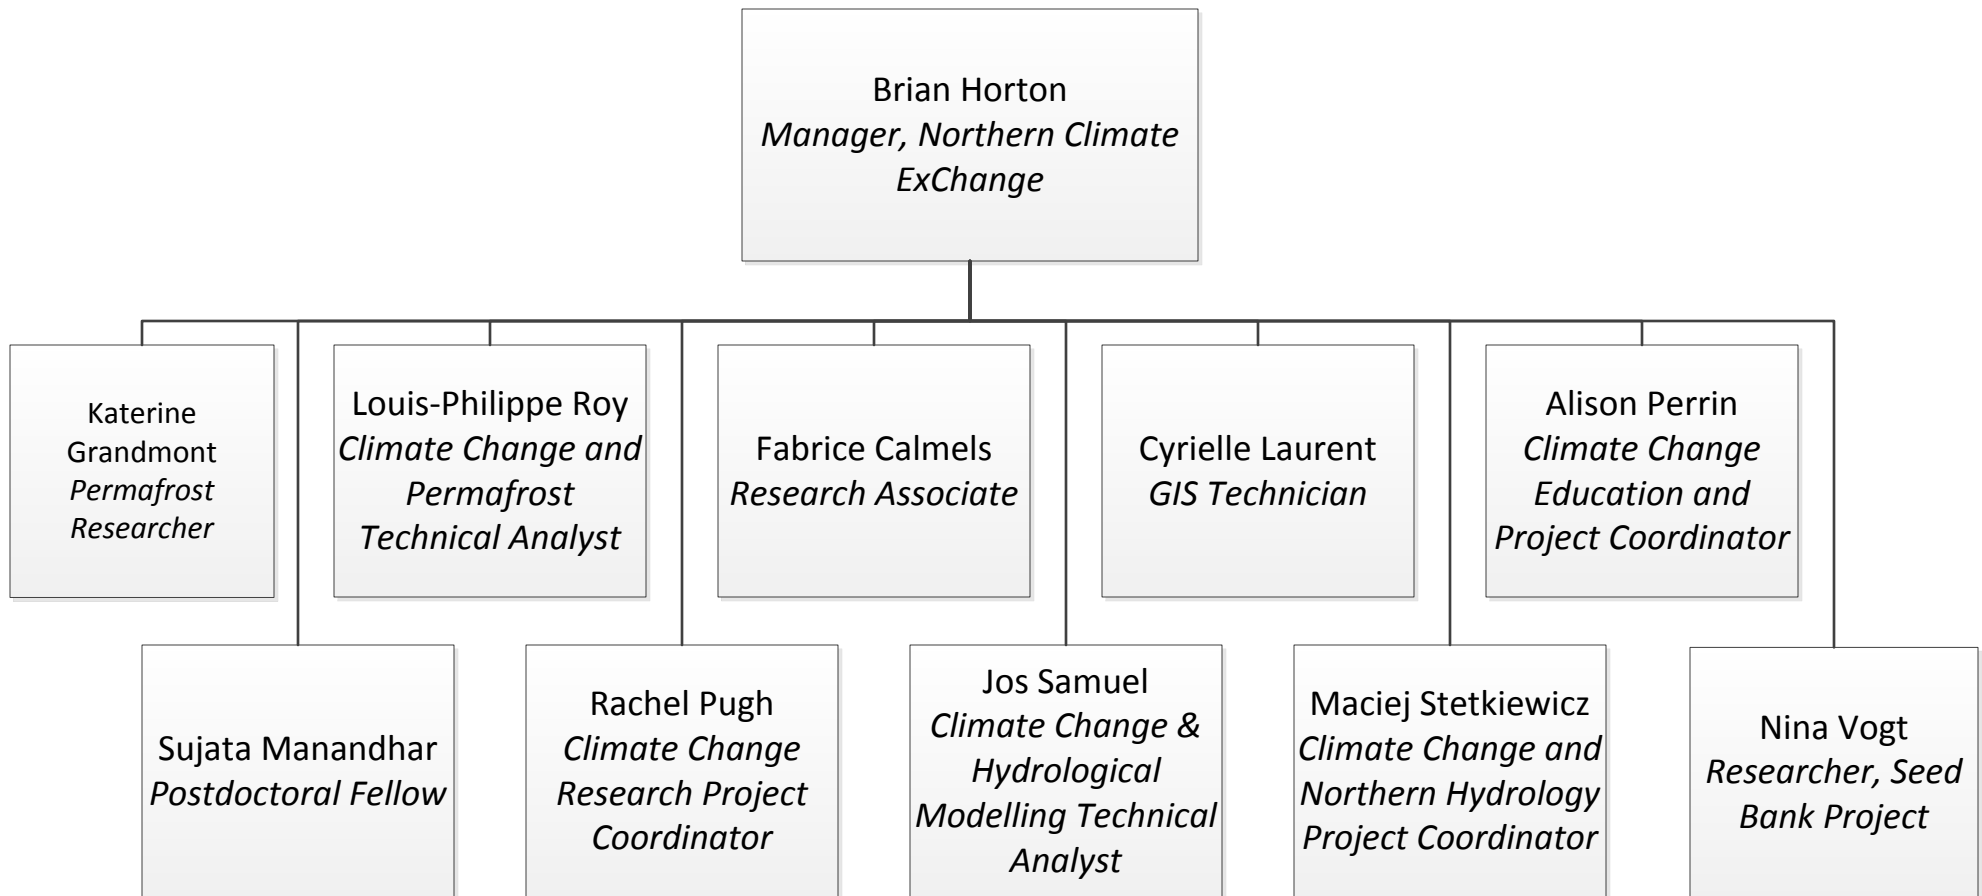 Brian Horton
Manager, Northern Climate
ExChange
Katerine
Grandmont
Permafrost
Researcher
Louis-Philippe Roy
Climate Change and
Permafrost
Technical Analyst
Fabrice Calmels
Research Associate
Cyrielle Laurent
GIS Technician
Alison Perrin
Climate Change
Education and
Project Coordinator
Sujata Manandhar
Postdoctoral Fellow
Rachel Pugh
Climate Change
Research Project
Coordinator
Jos Samuel
Climate Change &
Hydrological
Modelling Technical
Analyst
Maciej Stetkiewicz
Climate Change and
Northern Hydrology
Project Coordinator
Nina Vogt
Researcher, Seed
Bank Project